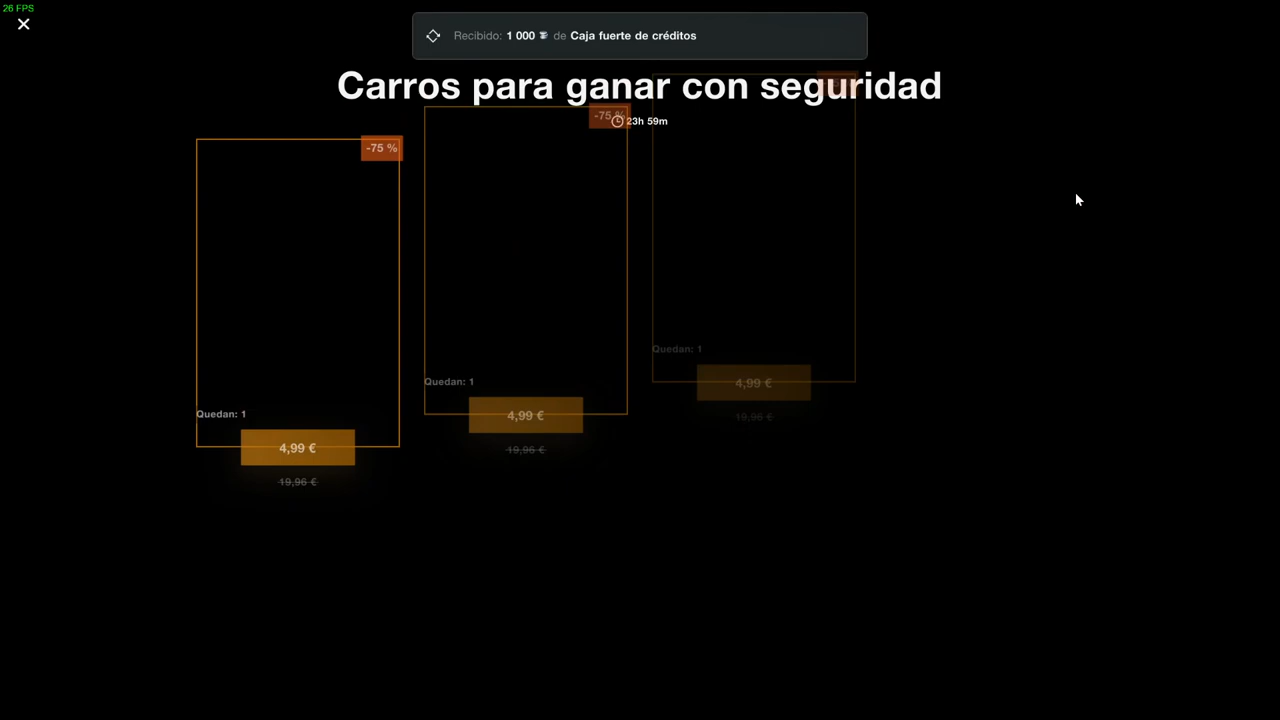 26 FPS
Recibido: 1 000 de Caja fuerte de créditos
Carros para ganar con seguridad
23h 59m
-75 %
Quedan: 1
4,99 €
19,96 €
-75 %
Quedan: 1
4,99 €
19,96 €
Quedan: 1
4,99 €
19,96 €